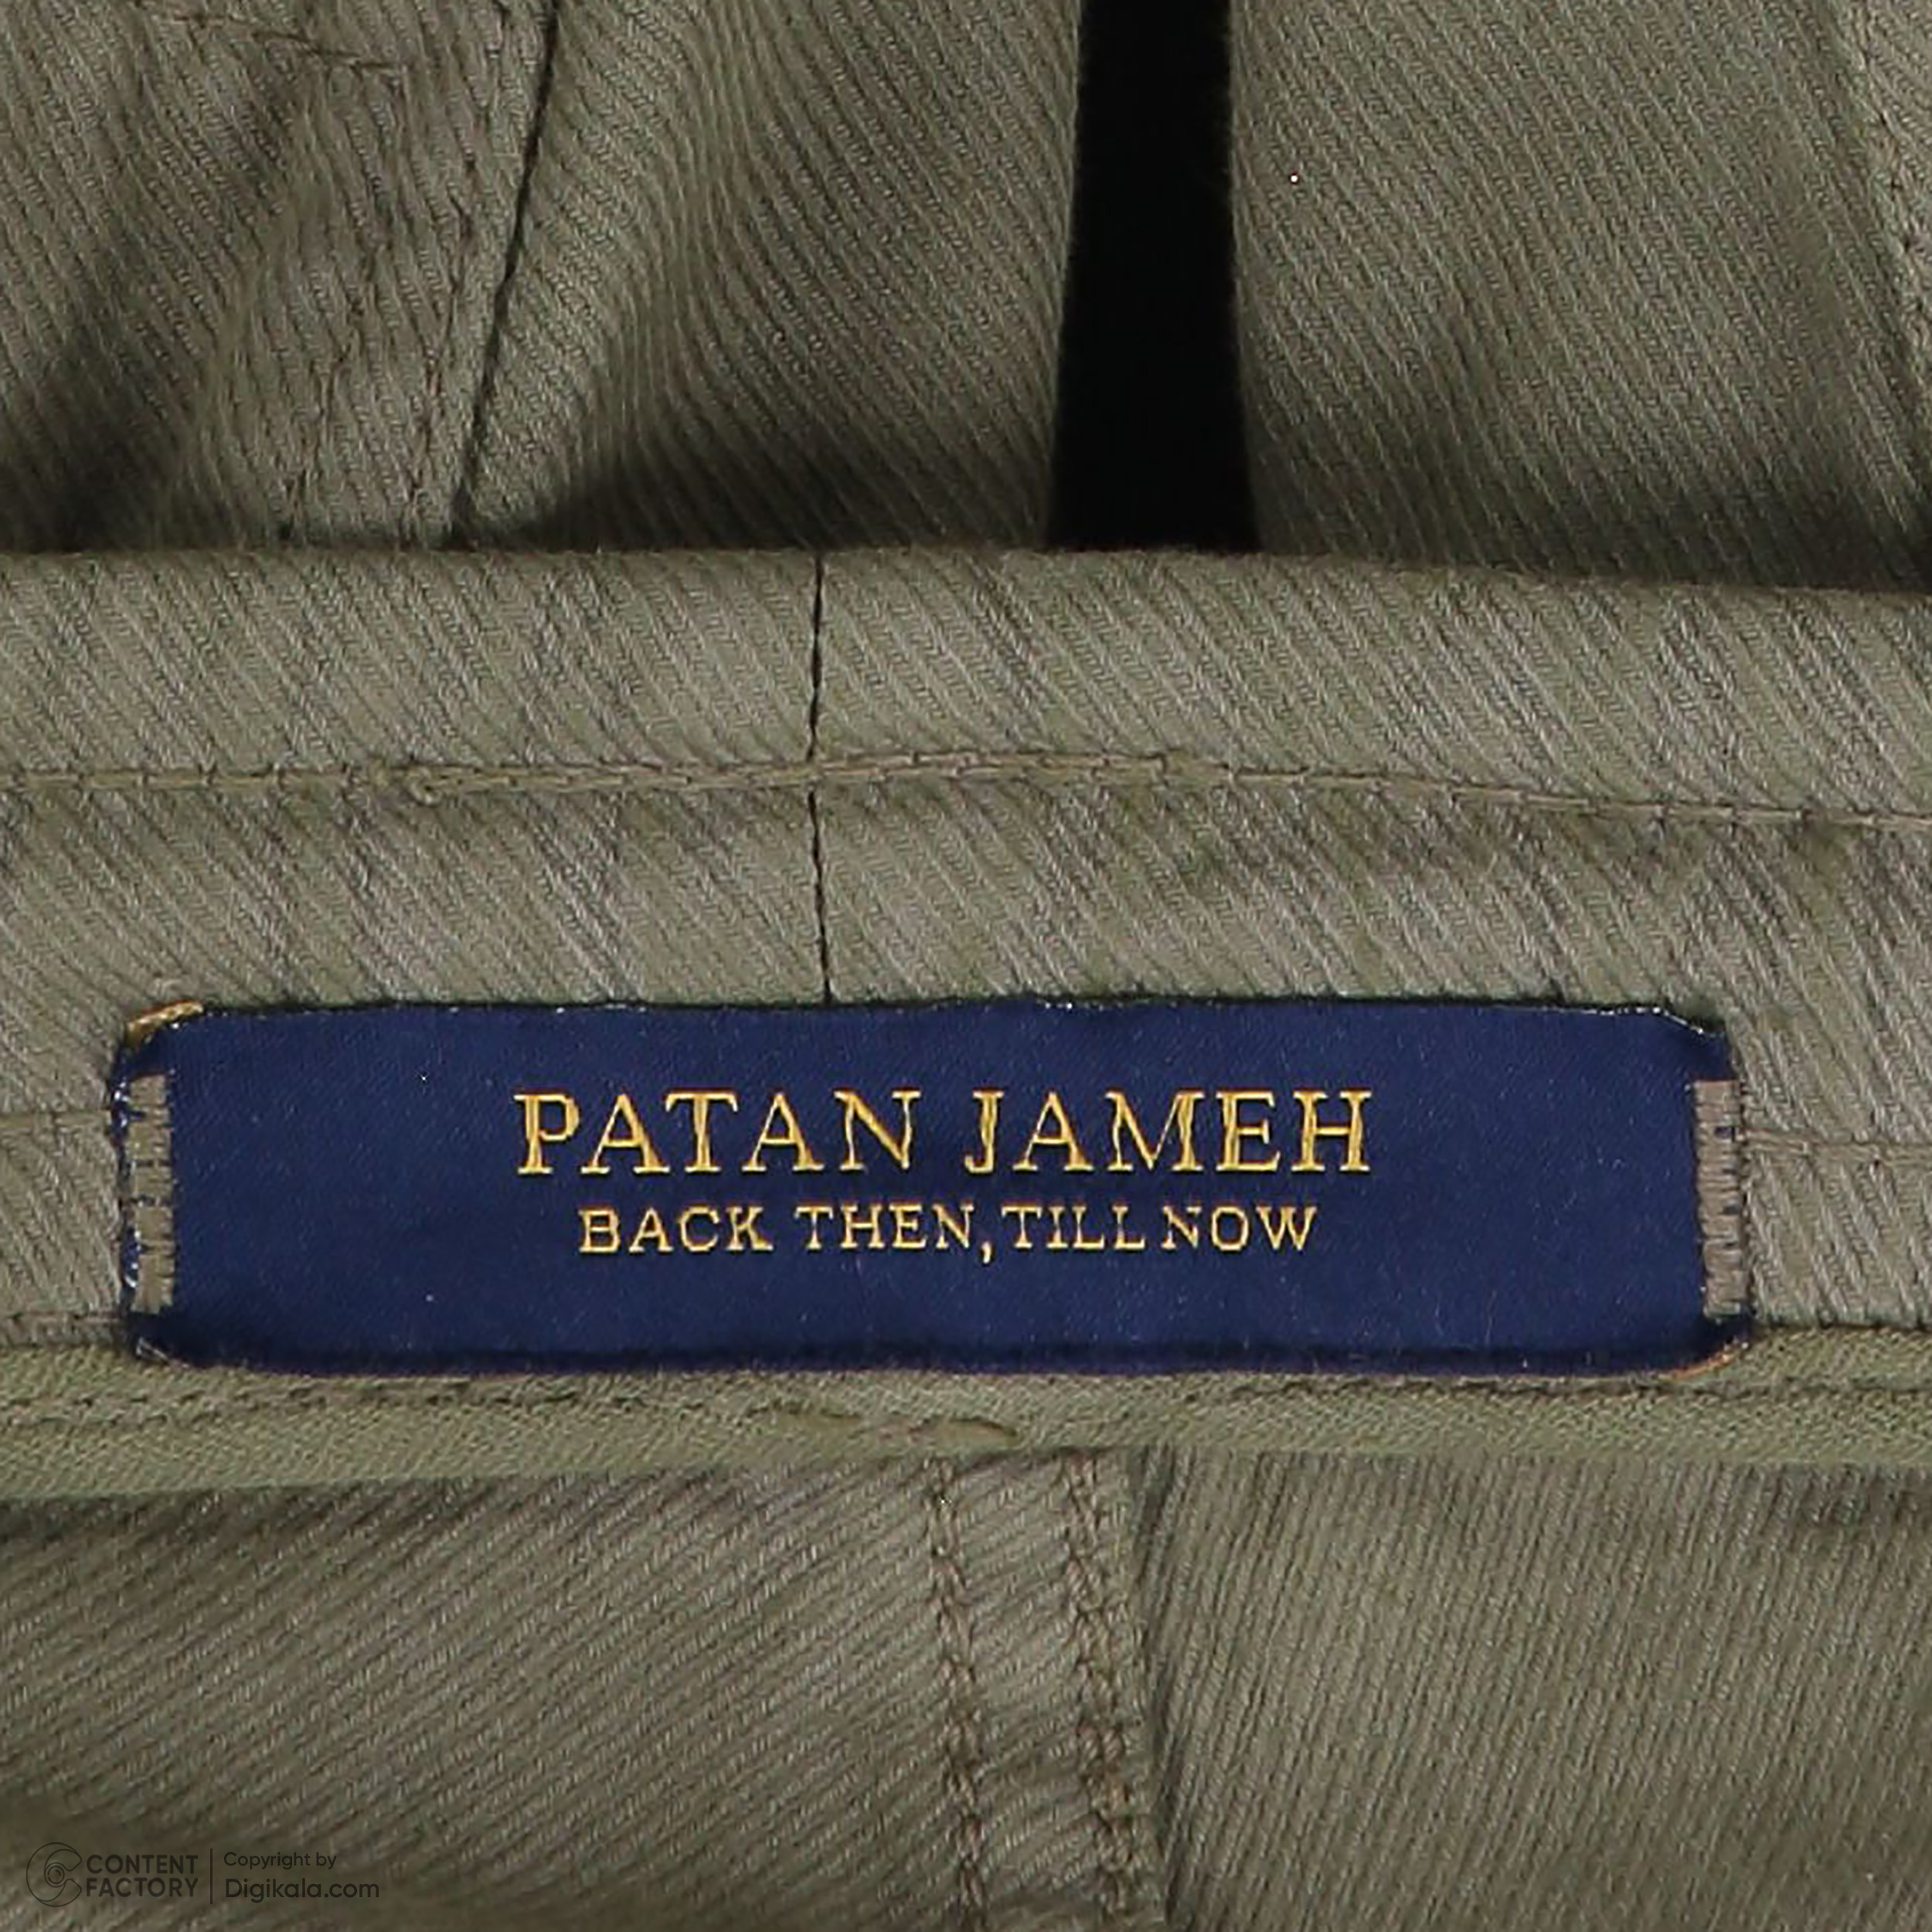 PATAN JAMEH
BACK THEN, TILL NOW
CONTENT
FACTORY
Copyright by
Digikala.com